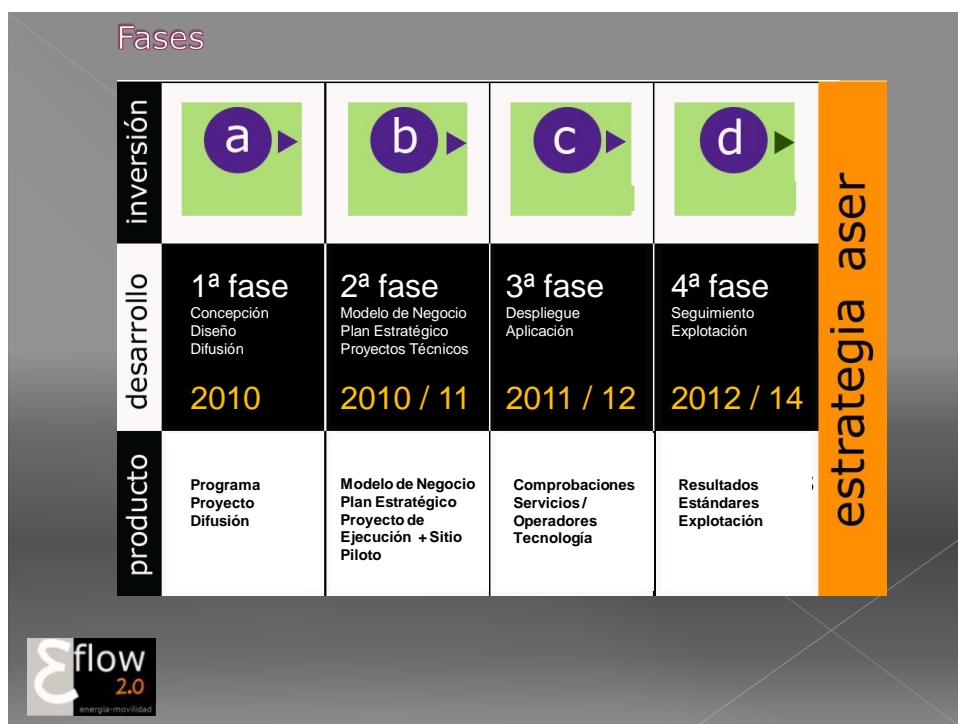 Fases
inversión
a
b
c
d
desarrollo
1ª fase
Concepción
Diseño
Difusión
2010
2ª fase
Modelo de Negocio
Plan Estratégico
Proyectos Técnicos
2010 / 11
3ª fase
Despliegue
Aplicación
2011 / 12
4ª fase
Seguimiento
Explotación
2012 / 14
producto
Programa
Proyecto
Difusión
Modelo de Negocio
Plan Estratégico
Proyecto de
Ejecución + Sitio
Piloto
Comprobaciones
Servicios /
Operadores
Tecnología
Resultados
Estándares
Explotación
estrategia aser
εflow
2.0
energía-movilidad